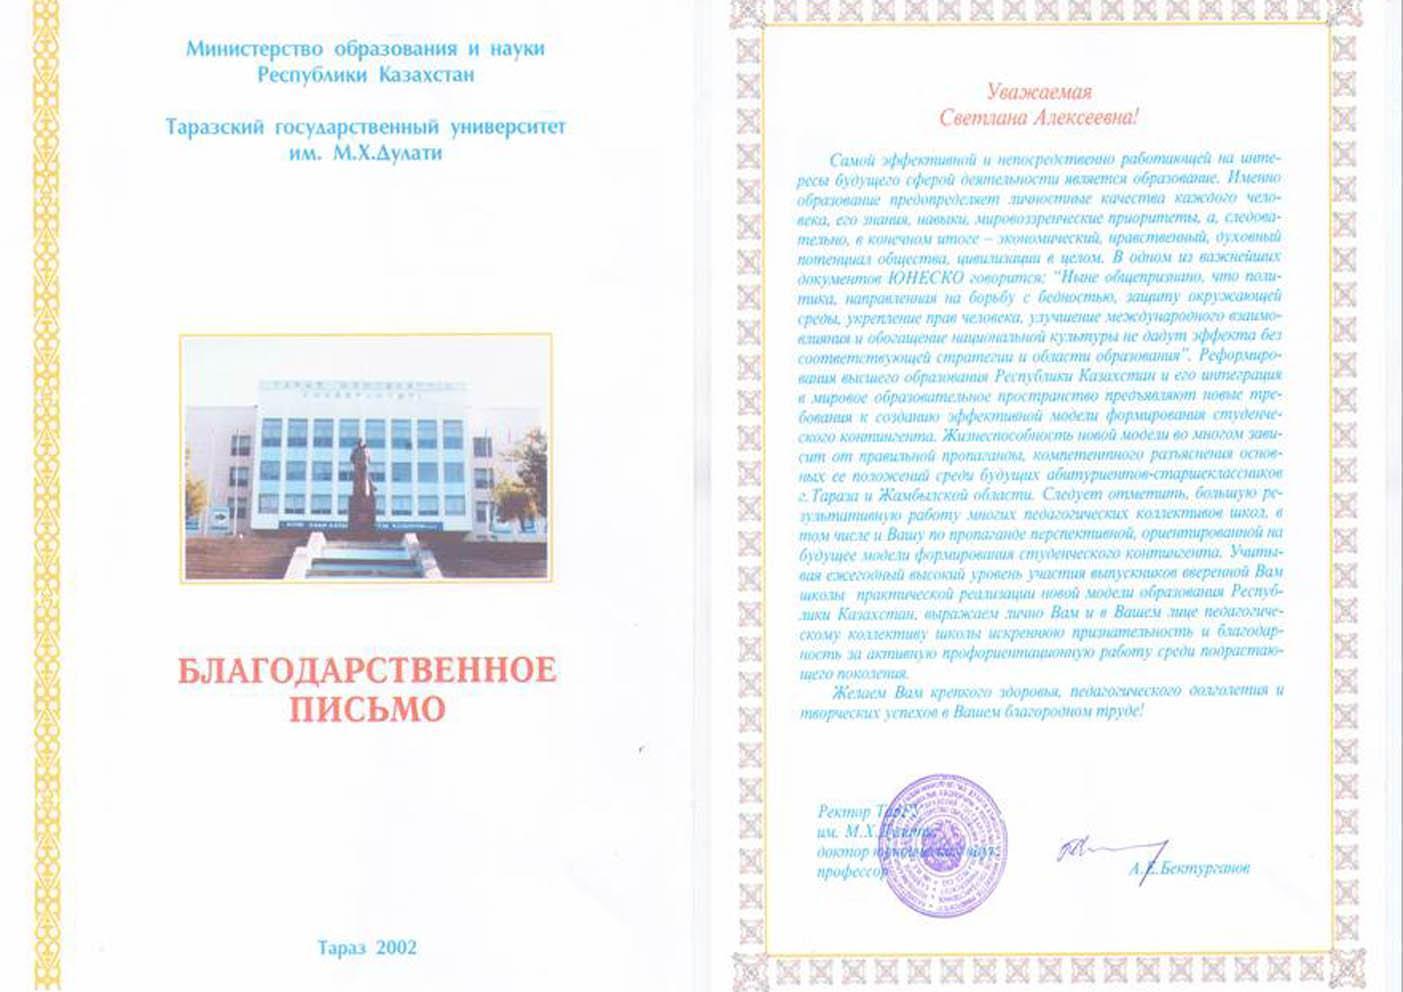 Министерство образования и науки
Республики Казахстан
Таразский государственный университет
им. М.Х.Дулати
БЛАГОДАРСТВЕННОЕ
ПИСЬМО
Тараз 2002
Уважаемая
Светлана Алексеевна!
Самой эффективной и непосредственно работающей на инте-
ресы будущего сферой деятельности является образование. Именно
образование предопределяет личностные качества каждого чело-
века, его знания, навыки, мировоззренческие приоритеты, а, следова-
тельно, в конечном итоге – экономический, нравственный, духовный
потенциал общества, цивилизации в целом. В одном из важнейших
документов ЮНЕСКО говорится: "Ныне общепризнано, что поли-
тика, направленная на борьбу с бедностью, защиту окружающей
среды, укрепление прав человека, улучшение международного взаимо-
влияния и обогащение национальной культуры не дадут эффекта без
соответствующей стратегии и области образования". Реформиро-
вания высшего образования Республики Казахстан и его интеграция
в мировое образовательное пространство предъявляют новые тре-
бования к созданию эффективной модели формирования студенче-
ского контингента. Жизнеспособность новой модели во многом зави-
сит от правильной пропаганды, компетентного разъяснения основ-
ных ее положений среди будущих абитуриентов-старшеклассников
г.Тараза и Жамбылской области. Следует отметить, большую ре-
зультативную работу многих педагогических коллективов школ, в
том числе и Вашу по пропаганде перспективной, ориентированной на
будущее модели формирования студенческого контингента. Учиты-
вая ежегодный высокий уровень участия выпускников вверенной Вам
школы практической реализации новой модели образования Респуб-
лики Казахстан, выражаем лично Вам и в Вашем лице педагогиче-
скому коллективу школы искреннюю признательность и благодар-
ность за активную профориентационную работу среди подрастаю-
щего поколения.
Желаем Вам крепкого здоровья, педагогического долголетия и
творческих успехов в Вашем благородном труде!
Ректор ТарГУ
им. М.Х.Дулати,
доктор юридических наук,
профессор
А.Е.Бектурганов